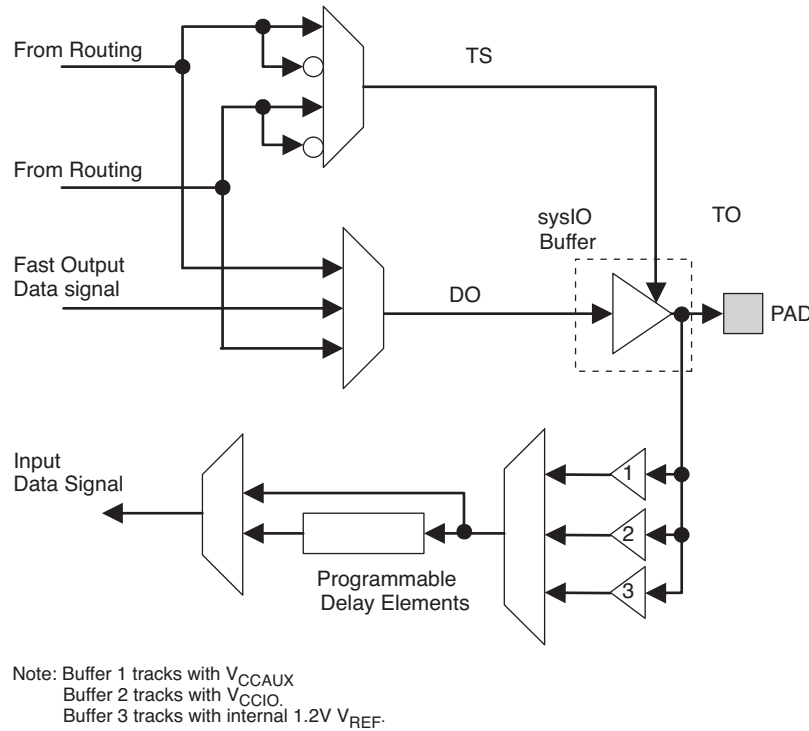 From Routing
TS
From Routing
sysIO
Buffer
TO
Fast Output
Data signal
DO
PAD
Input
Data Signal
1
2
3
Programmable
Delay Elements
Note: Buffer 1 tracks with VCCAUX
Buffer 2 tracks with VCCIO.
Buffer 3 tracks with internal 1.2V VREF.